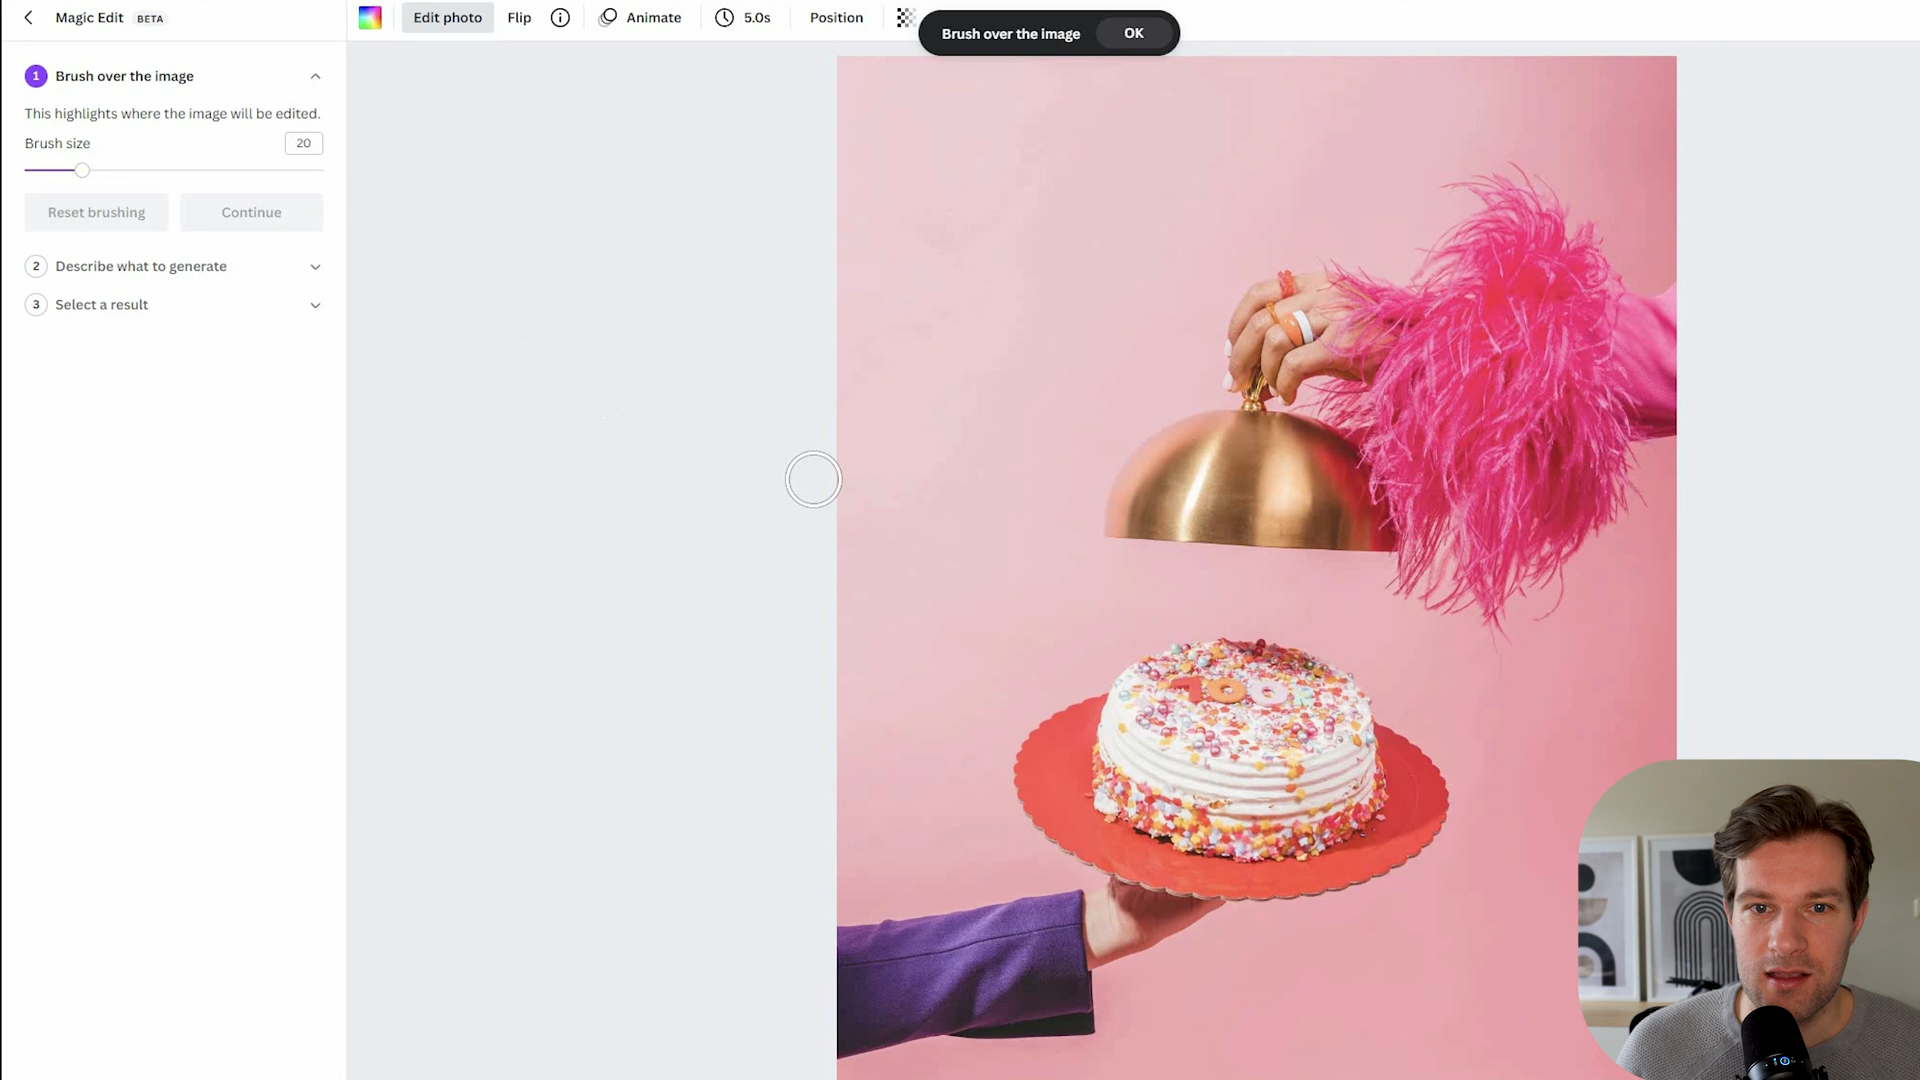 Magic Edit BETA
Edit photo Flip Animate 5.0s Position
Brush over the image OK
1 Brush over the image
This highlights where the image will be edited.
Brush size 20
Reset brushing Continue
2 Describe what to generate
3 Select a result